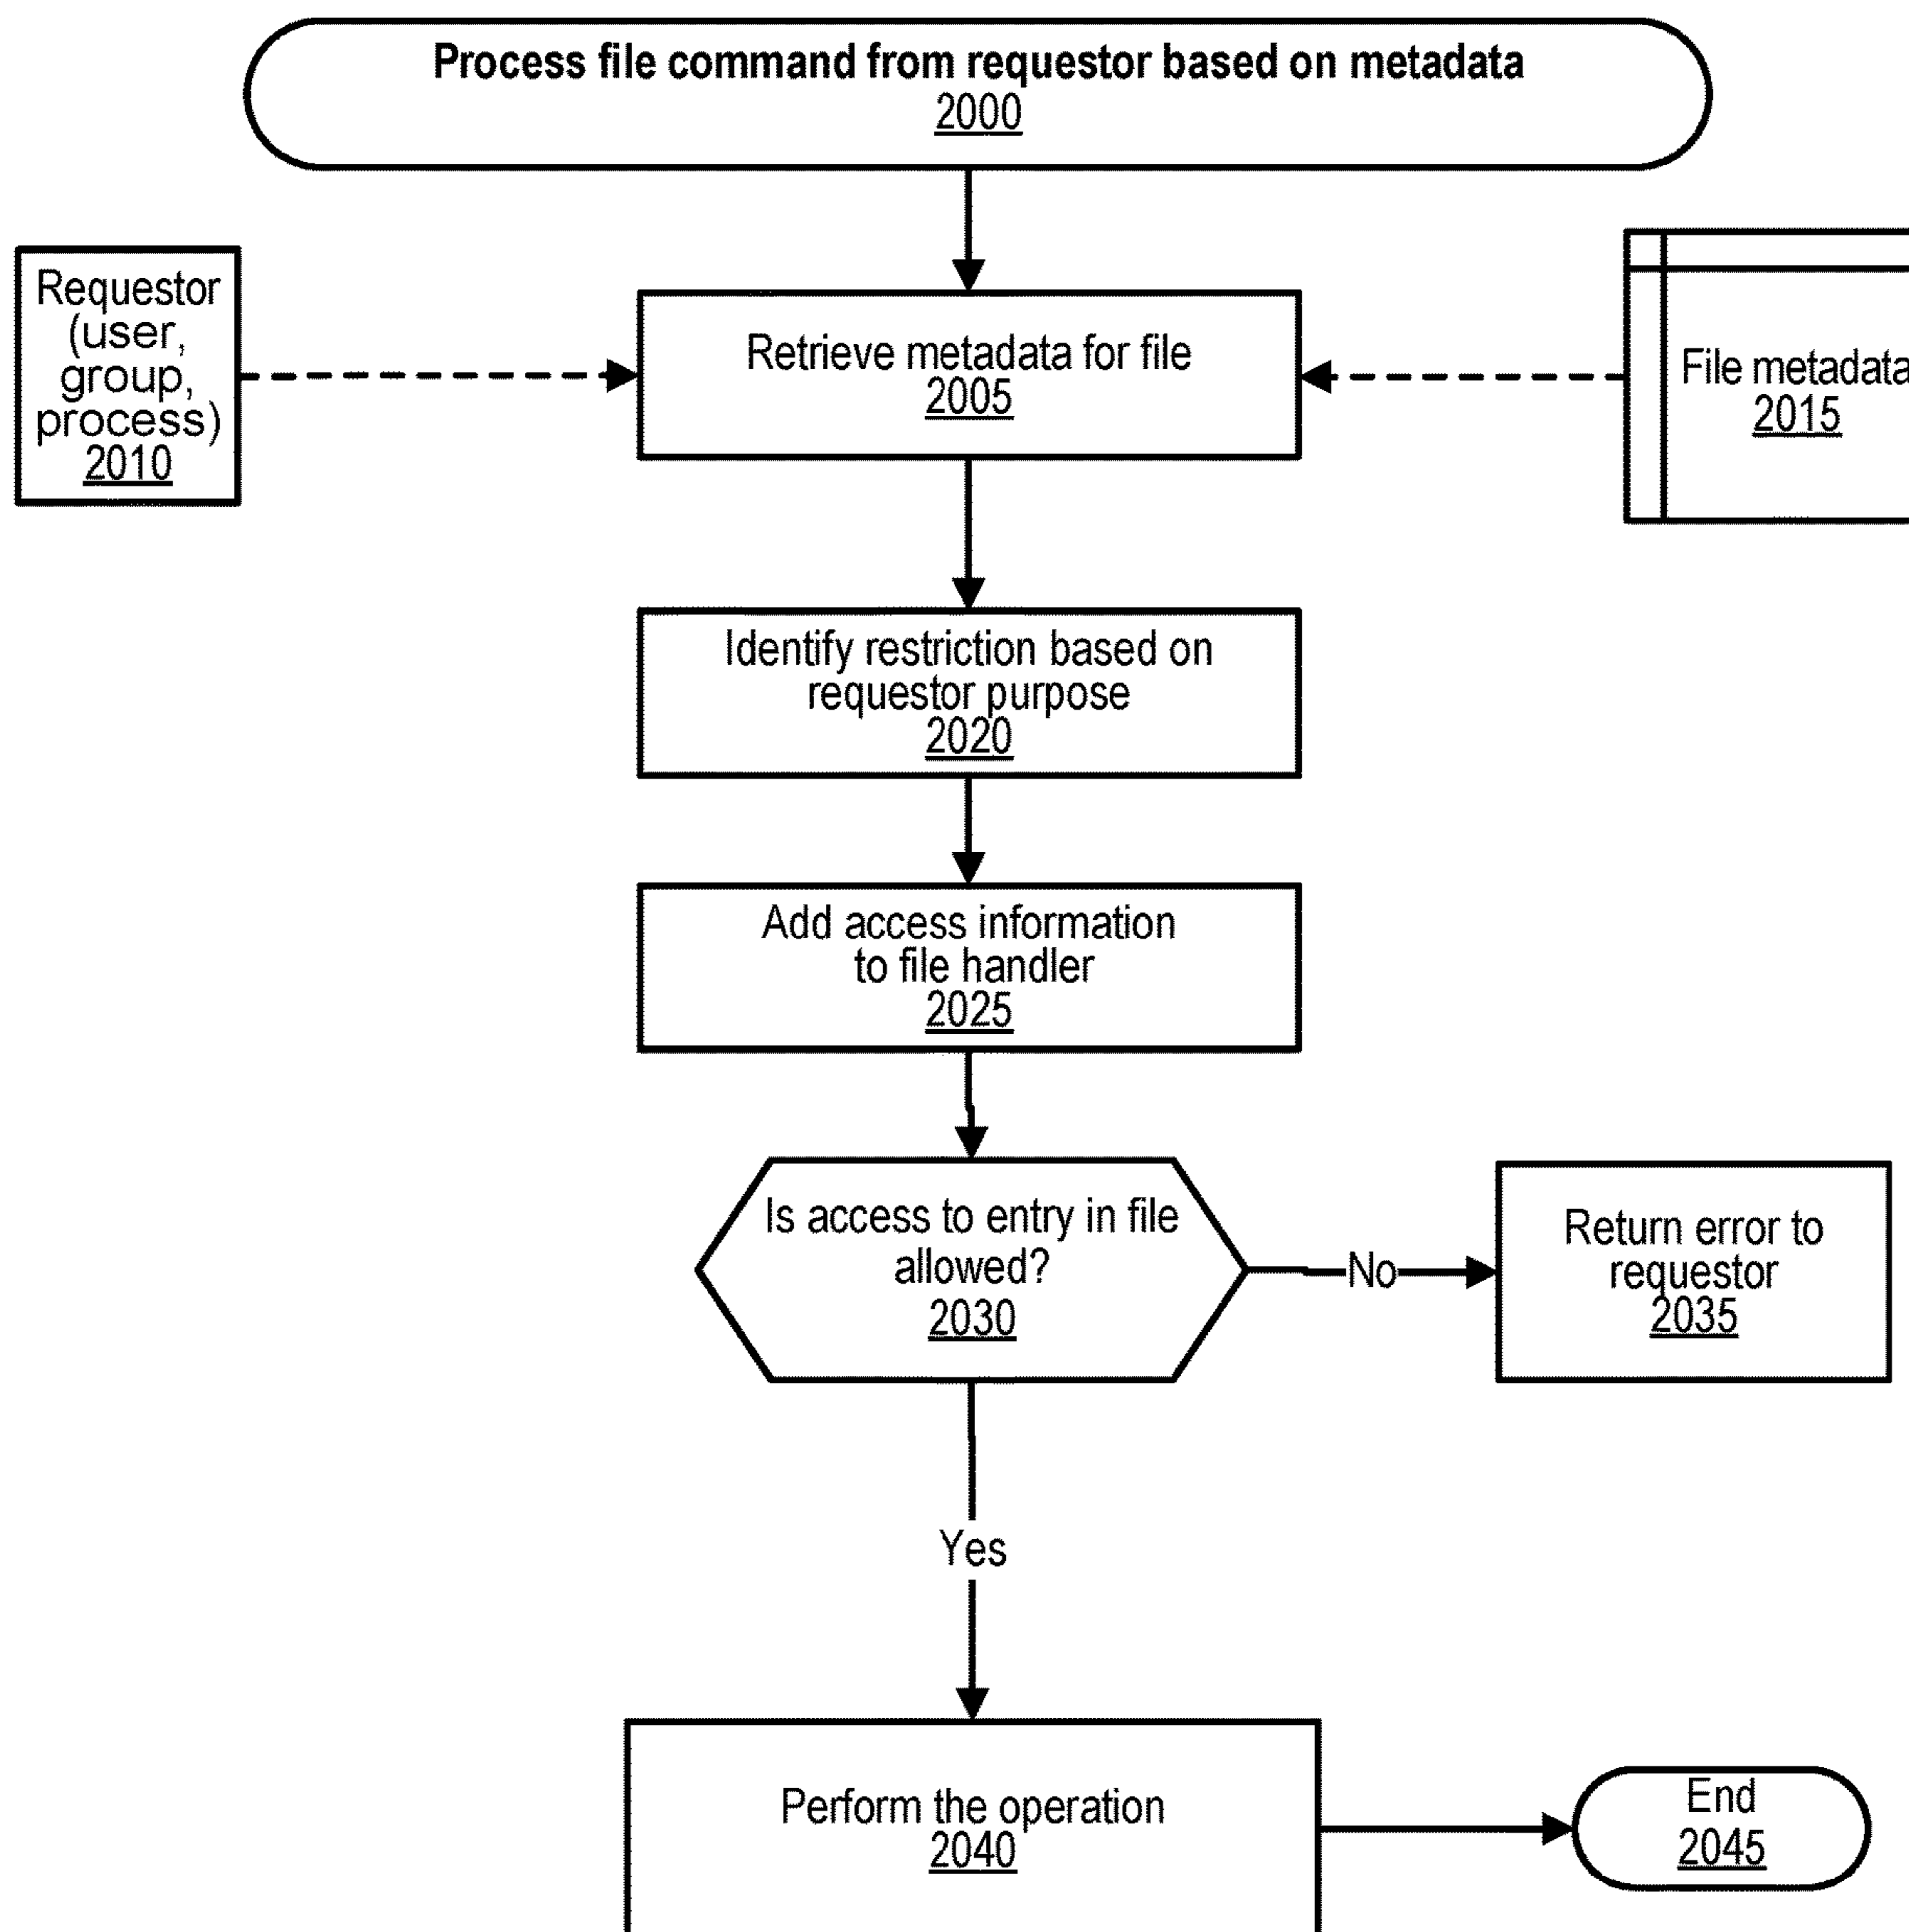 Process file command from requestor based on metadata
2000
Requestor
(user,
group,
process)
2010
Retrieve metadata for file
2005
File metadata
2015
Identify restriction based on
requestor purpose
2020
Add access information
to file handler
2025
Is access to entry in file
allowed?
2030
No
Return error to
requestor
2035
Yes
Perform the operation
2040
End
2045